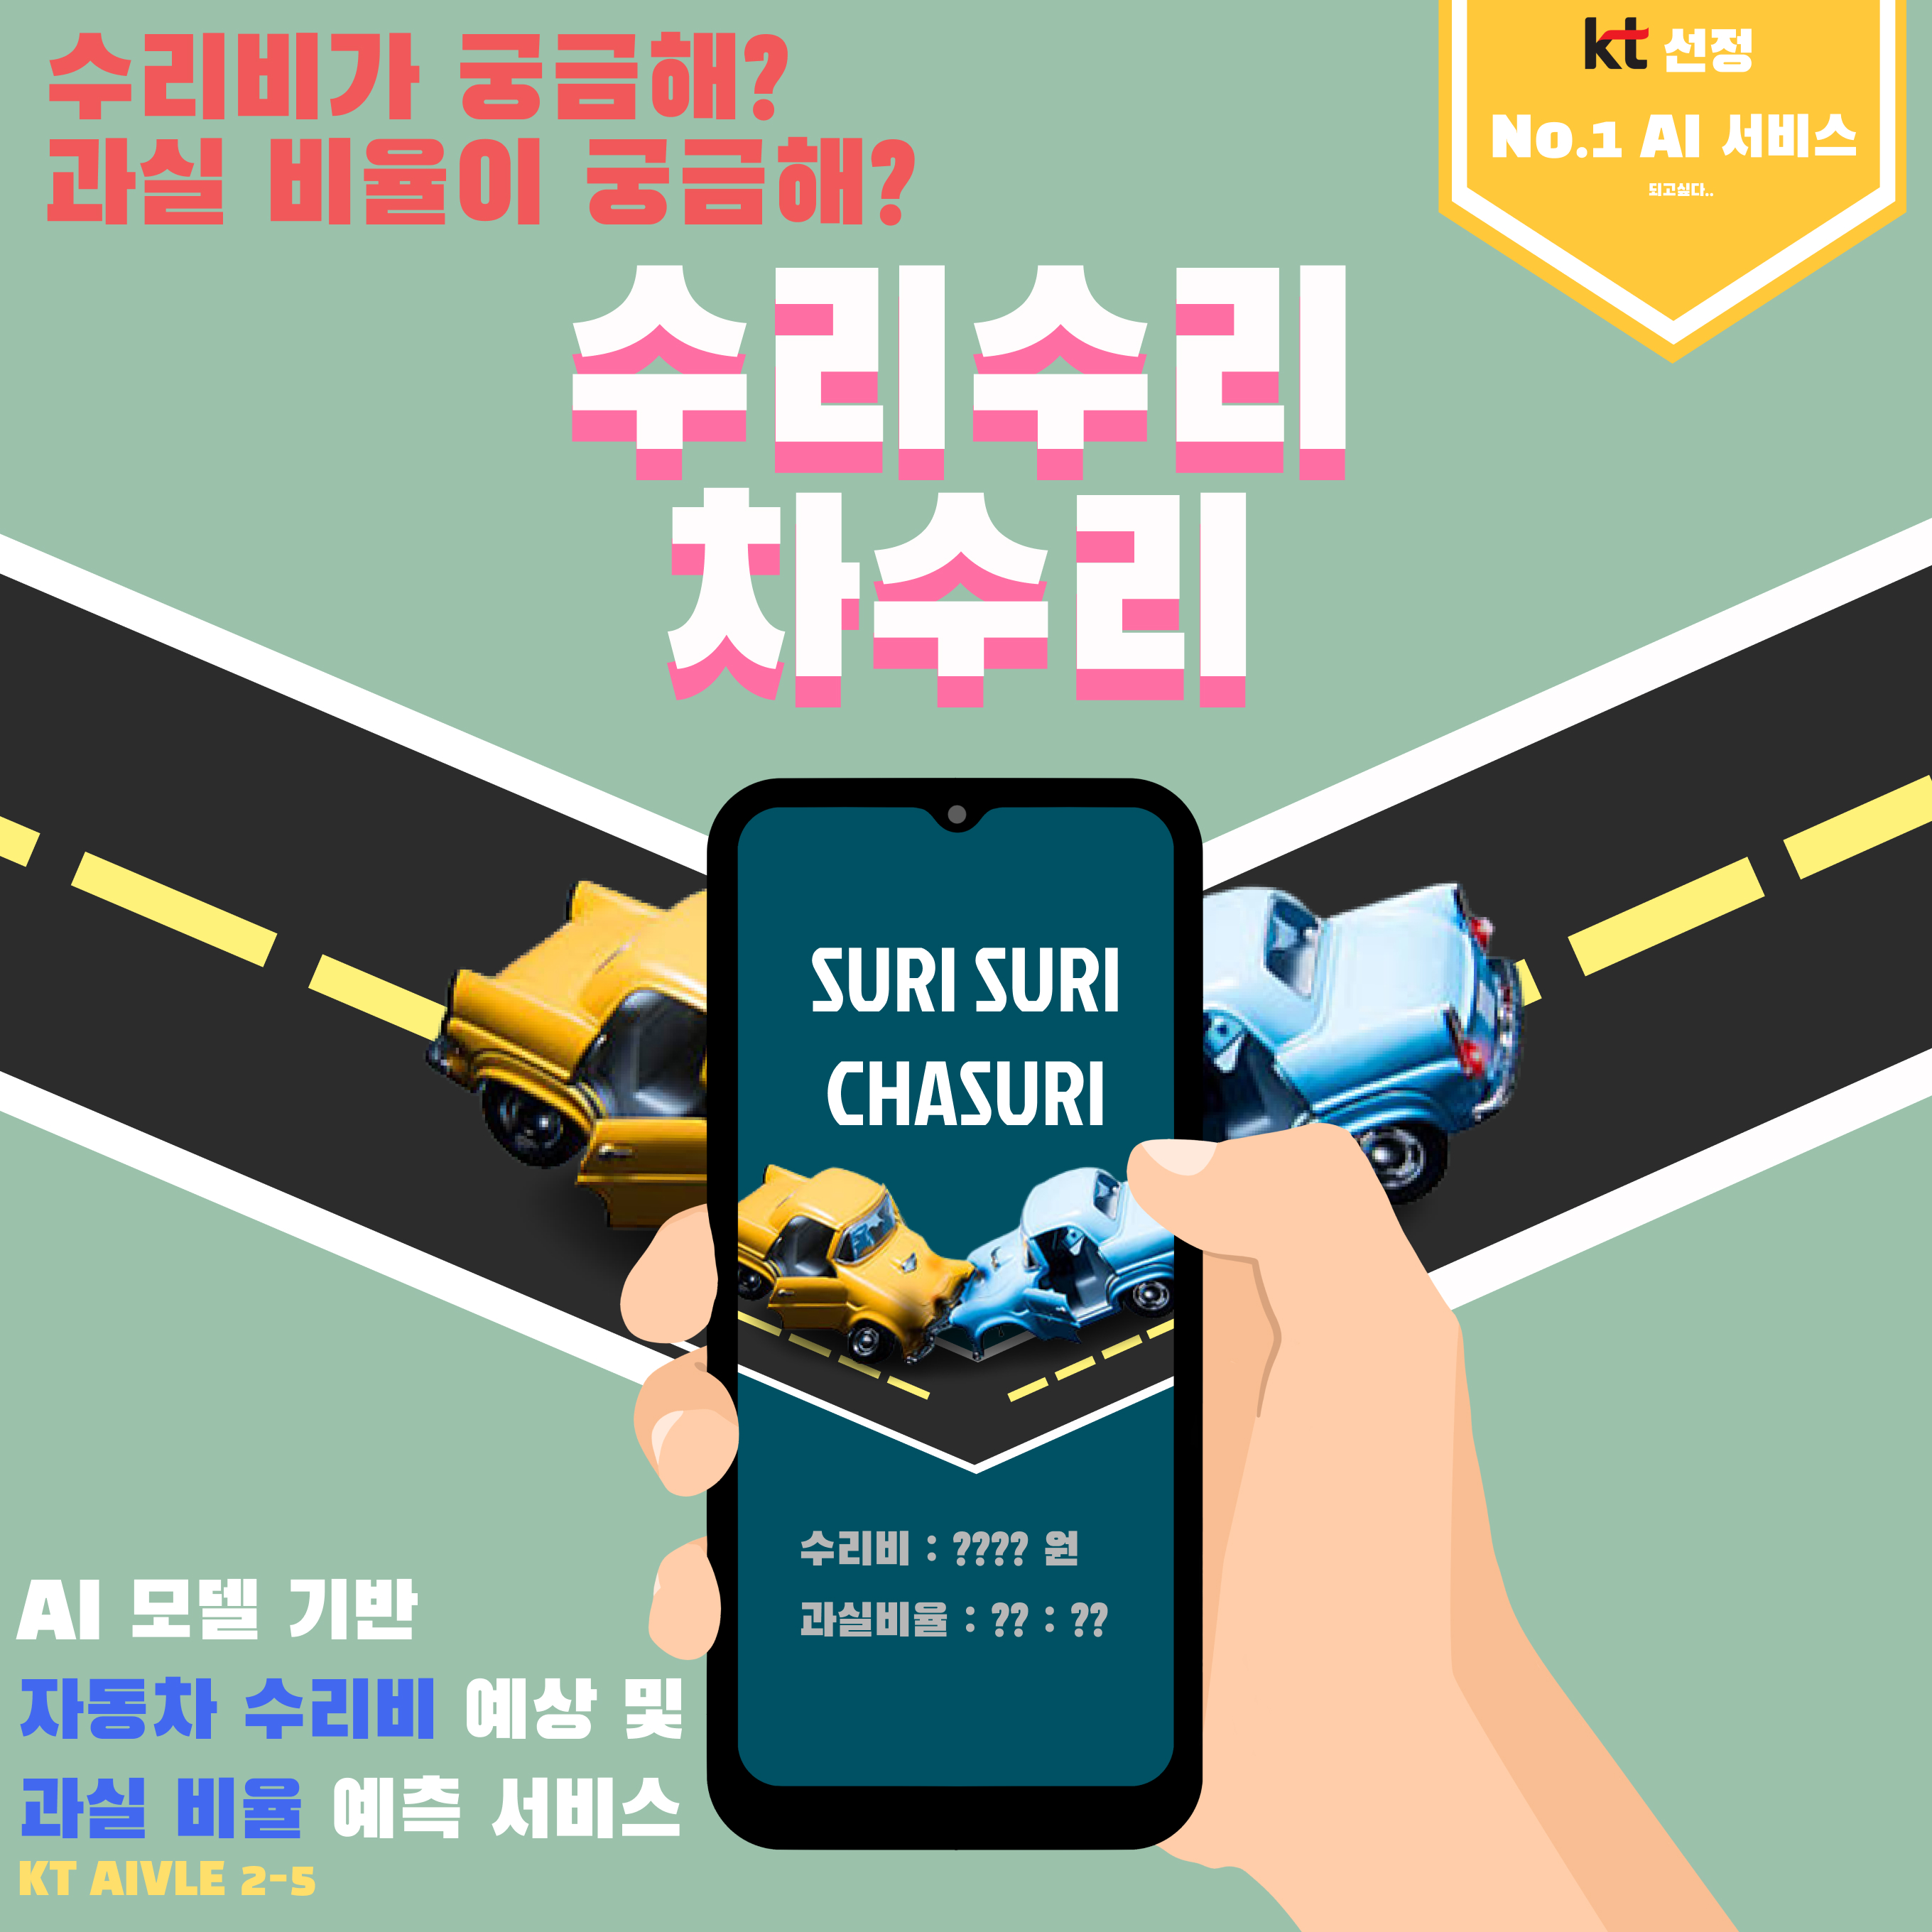 수리비가 궁금해?
과실 비율이 궁금해?
kt 선정
No.1 AI 서비스
되고싶다..
수리수리
차수리
SURI SURI
CHASURI
수리비 : ???? 원
과실비율 : ?? : ??
AI 모델 기반
자동차 수리비 예상 및
과실 비율 예측 서비스
KT AIVLE 2-5